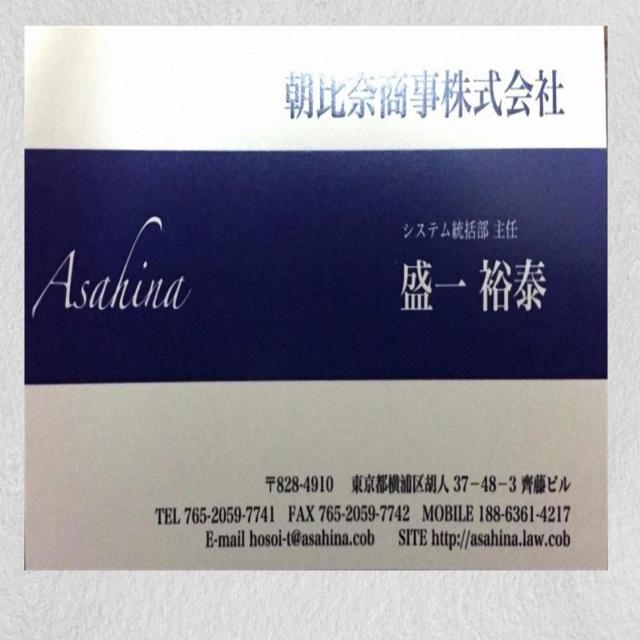 朝比奈商事株式会社
システム統括部 主任
Asahina
盛一 裕泰
〒828-4910 東京都横浦区胡人 37-48-3 齊藤ビル
TEL 765-2059-7741 FAX 765-2059-7742 MOBILE 188-6361-4217
E-mail hosoi-t@asahina.cob SITE http://asahina.law.cob